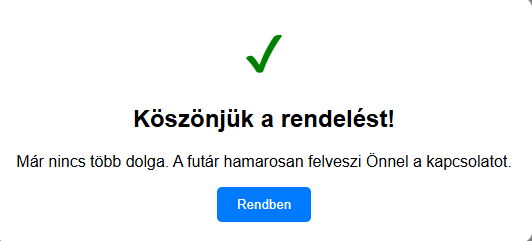 Köszönjük a rendelést!
Már nincs több dolga. A futár hamarosan felveszi Önnel a kapcsolatot.
Rendben